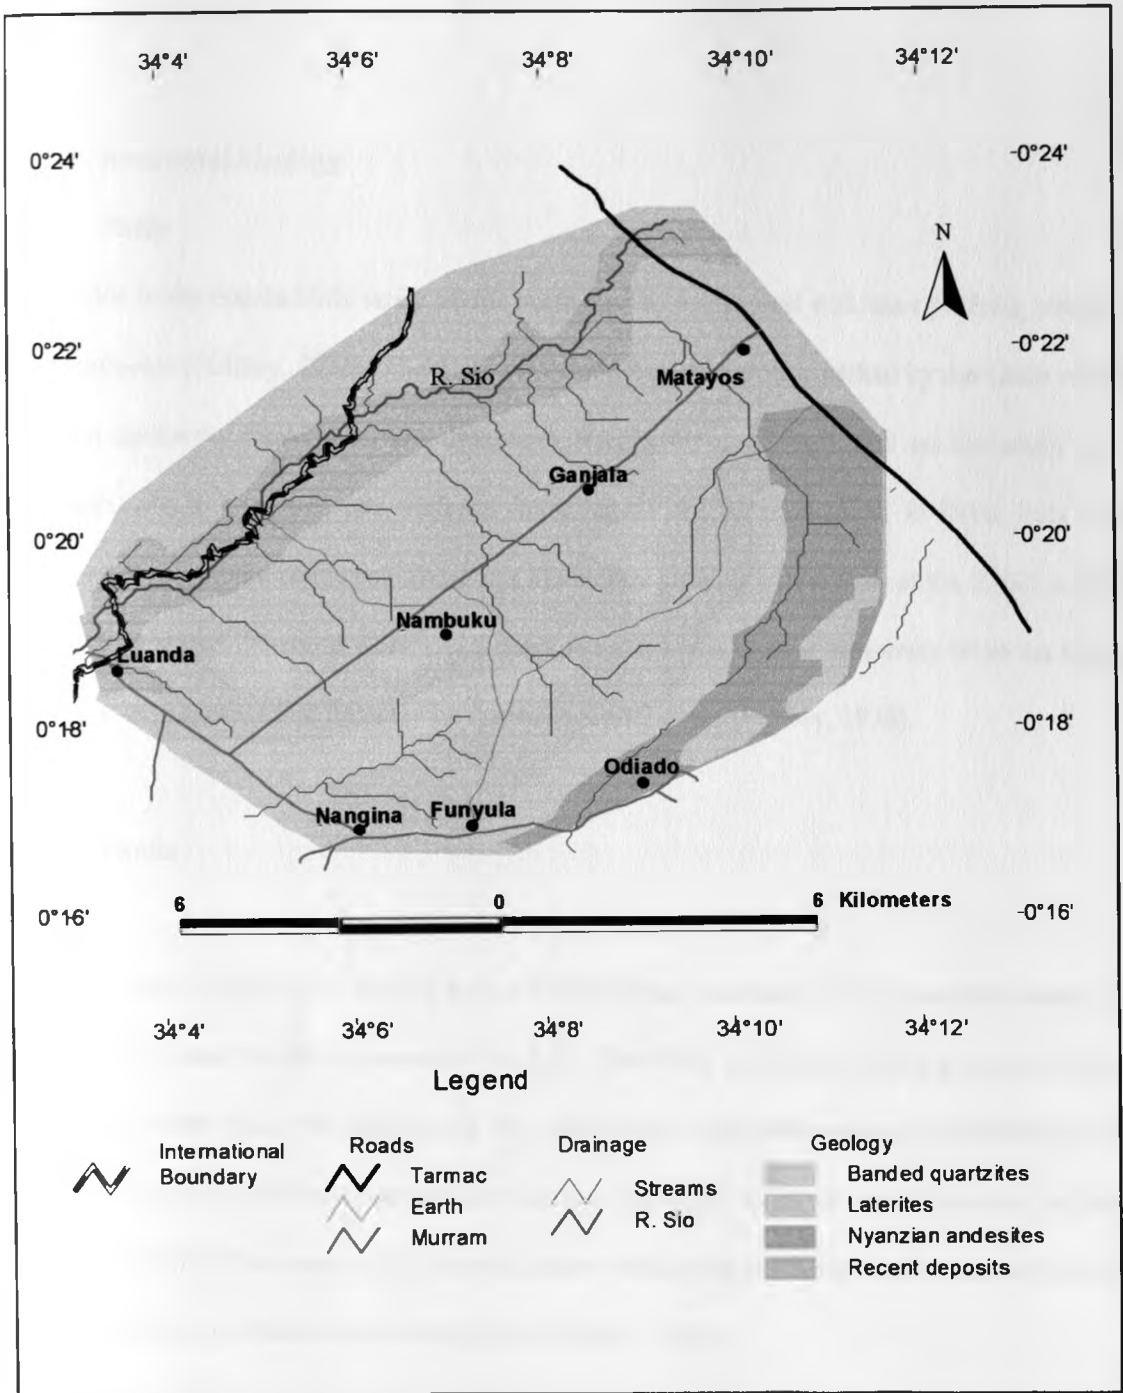 34°4' 34°6' 34°8' 34°10' 34°12'
0°24' -0°24'
N
0°22' -0°22'
R. Sio
Matayos
Ganjala
0°20' -0°20'
Nambuku
Luanda
0°18' -0°18'
Odiado
Nangina Funyula
6 0 6 Kilometers
0°16' -0°16'
34°4' 34°6' 34°8' 34°10' 34°12'
Legend
International
Boundary
Roads
Tarmac
Earth
Murram
Drainage
Streams
R. Sio
Geology
Banded quartzites
Laterites
Nyanzian andesites
Recent deposits